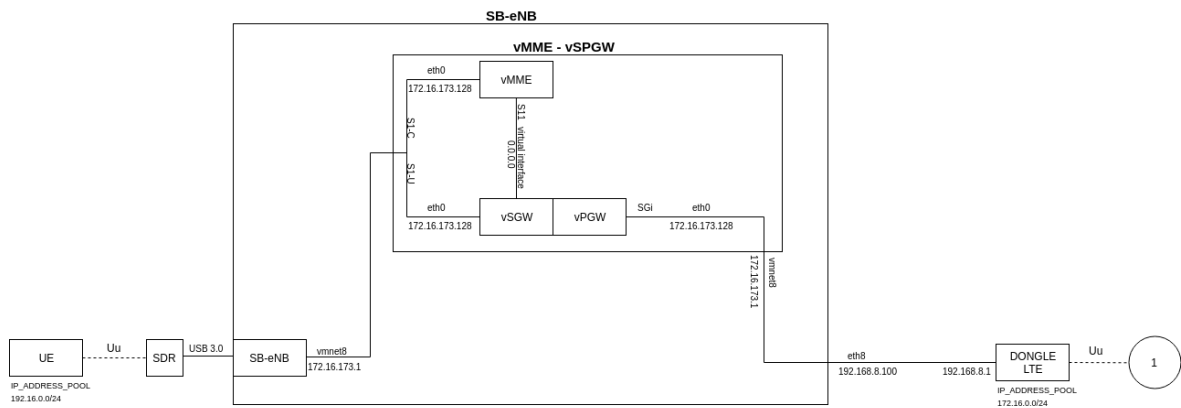 SB-eNB
vMME - vSPGW
eth0
vMME
172.16.173.128
S1-C
S11 virtual interface
0.0.0.0
S1-U
eth0
vSGW
vPGW
SGi
eth0
172.16.173.128
172.16.173.128
vmnet8
172.16.173.1
UE
Uu
SDR
USB 3.0
SB-eNB
vmnet8
172.16.173.1
eth8
192.168.8.100
192.168.8.1
DONGLE
LTE
Uu
1
IP_ADDRESS_POOL
192.16.0.0/24
IP_ADDRESS_POOL
172.16.0.0/24